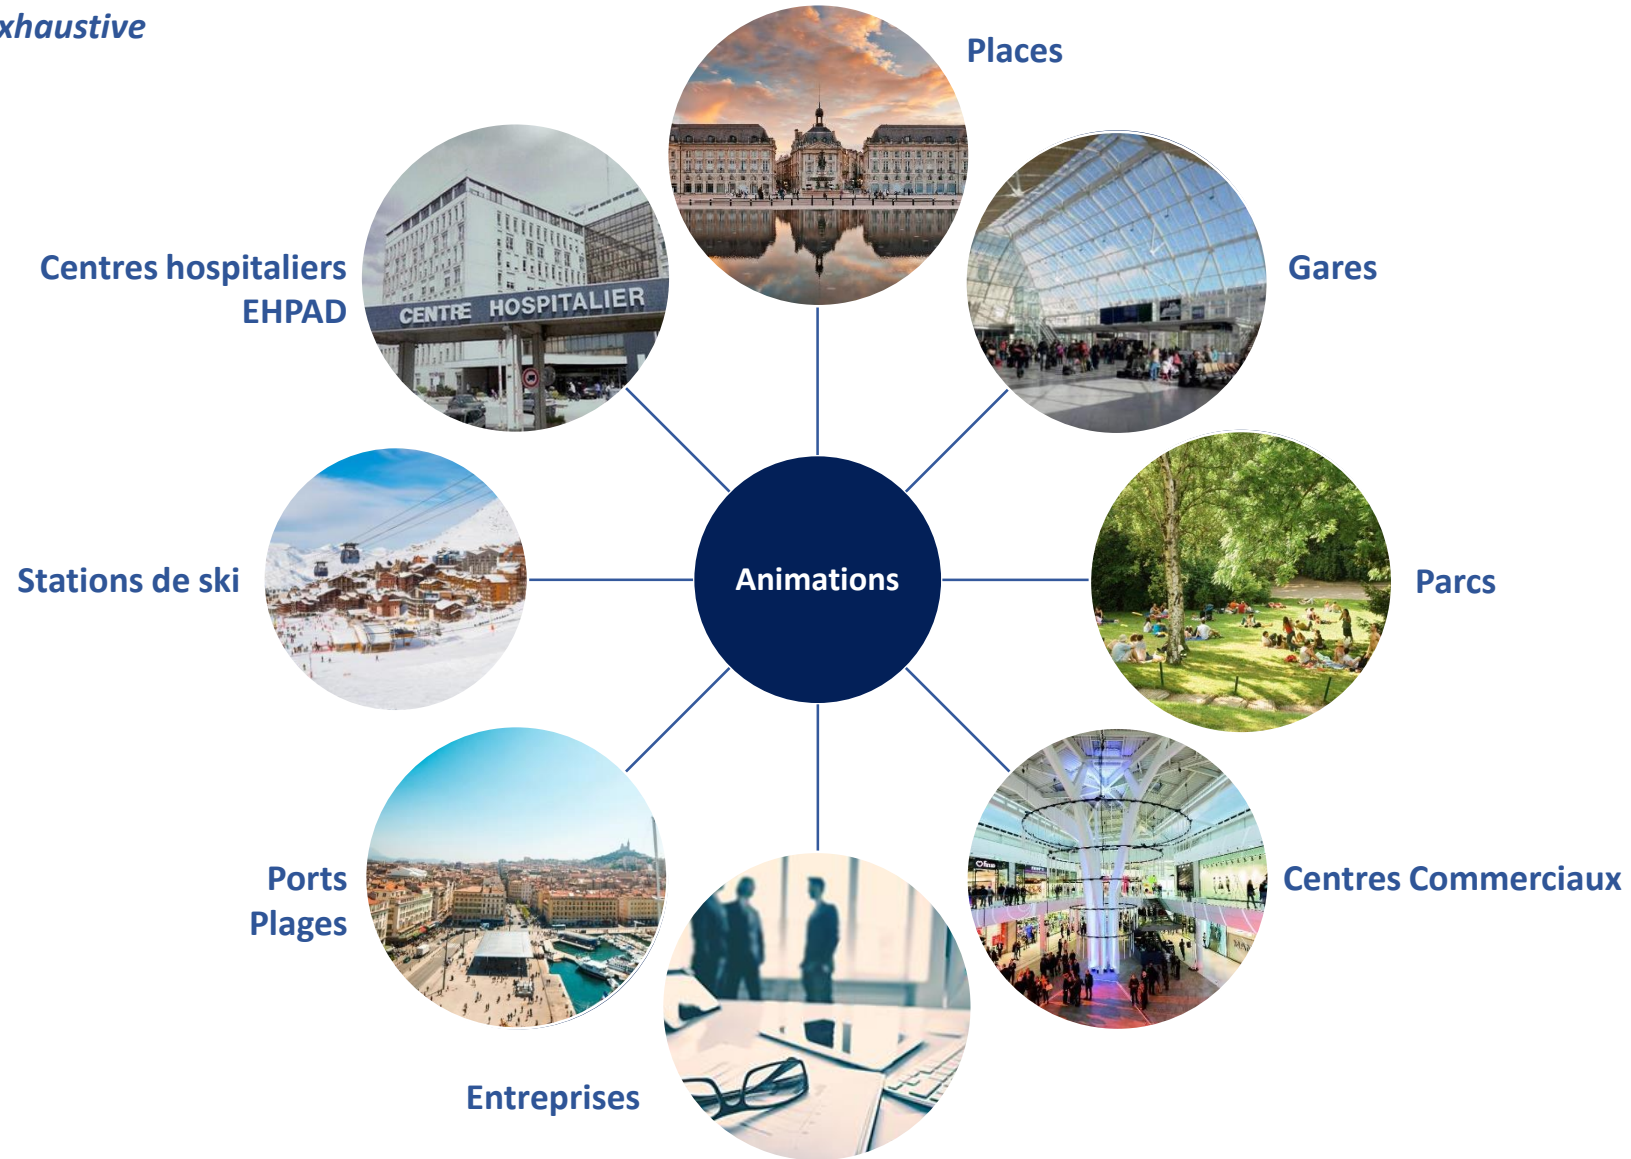 xhaustive
Places
Gares
Centres hospitaliers
EHPAD
CENTRE HOSPITALIER
Stations de ski
Animations
Parcs
Ports
Plages
Centres Commerciaux
Entreprises